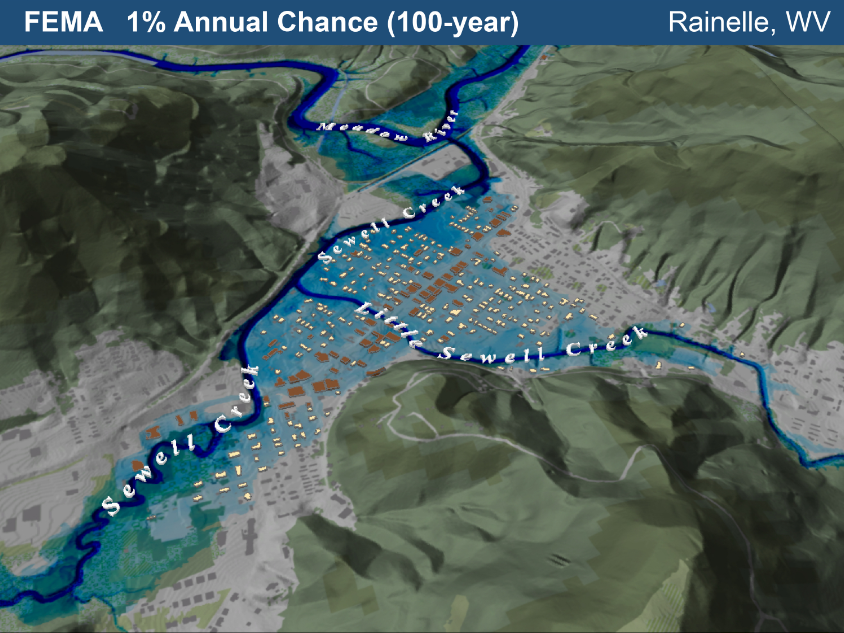 FEMA 1% Annual Chance (100-year) Rainelle, WV
Meadow River
Sewell Creek
Little Sewell Creek
Sewell Creek